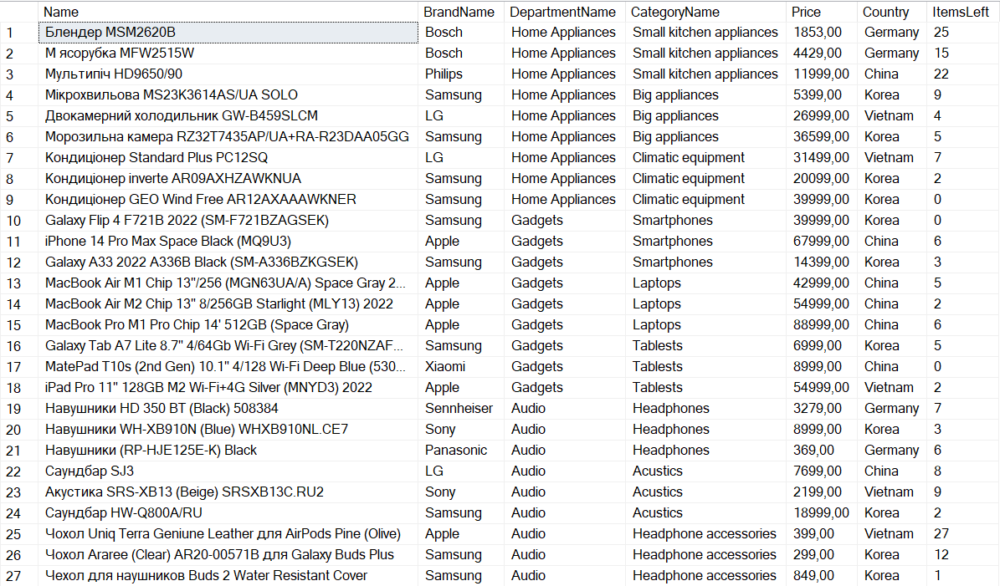 Name BrandName DepartmentName CategoryName Price Country ItemsLeft
1 Блендер MSM2620B Bosch Home Appliances Small kitchen appliances 1853,00 Germany 25
2 М ясорубка MFW2515W Bosch Home Appliances Small kitchen appliances 4429,00 Germany 15
3 Мультипіч HD9650/90 Philips Home Appliances Small kitchen appliances 11999,00 China 22
4 Мікрохвильова MS23K3614AS/UA SOLO Samsung Home Appliances Big appliances 5399,00 Korea 9
5 Двокамерний холодильник GW-B459SLCM LG Home Appliances Big appliances 26999,00 Vietnam 4
6 Морозильна камера RZ32T7435AP/UA+RA-R23DAA05GG Samsung Home Appliances Big appliances 36599,00 Korea 5
7 Кондиціонер Standard Plus PC12SQ LG Home Appliances Climatic equipment 31499,00 Vietnam 7
8 Кондиціонер inverte AR09AXHZAWKNUA Samsung Home Appliances Climatic equipment 20099,00 Korea 2
9 Кондиціонер GEO Wind Free AR12AXAAAWKNER Samsung Home Appliances Climatic equipment 39999,00 Korea 0
10 Galaxy Flip 4 F721B 2022 (SM-F721BZAGSEK) Samsung Gadgets Smartphones 39999,00 Korea 0
11 iPhone 14 Pro Max Space Black (MQ9U3) Apple Gadgets Smartphones 67999,00 China 6
12 Galaxy A33 2022 A336B Black (SM-A336BZKGSEK) Samsung Gadgets Smartphones 14399,00 Korea 3
13 MacBook Air M1 Chip 13"/256 (MGN63UA/A) Space Gray 2... Apple Gadgets Laptops 42999,00 China 5
14 MacBook Air M2 Chip 13" 8/256GB Starlight (MLY13) 2022 Apple Gadgets Laptops 54999,00 China 2
15 MacBook Pro M1 Pro Chip 14' 512GB (Space Gray) Apple Gadgets Laptops 88999,00 China 6
16 Galaxy Tab A7 Lite 8.7" 4/64Gb Wi-Fi Grey (SM-T220NZAF... Samsung Gadgets Tablests 6999,00 Korea 5
17 MatePad T10s (2nd Gen) 10.1" 4/128 Wi-Fi Deep Blue (530... Xiaomi Gadgets Tablests 8999,00 China 0
18 iPad Pro 11" 128GB M2 Wi-Fi+4G Silver (MNYD3) 2022 Apple Gadgets Tablests 54999,00 Vietnam 2
19 Навушники HD 350 BT (Black) 508384 Sennheiser Audio Headphones 3279,00 Germany 7
20 Навушники WH-XB910N (Blue) WHXB910NL.CE7 Sony Audio Headphones 8999,00 Korea 3
21 Навушники (RP-HJE125E-K) Black Panasonic Audio Headphones 369,00 Germany 6
22 Саундбар SJ3 LG Audio Acustics 7699,00 China 8
23 Акустика SRS-XB13 (Beige) SRSXB13C.RU2 Sony Audio Acustics 2199,00 Vietnam 9
24 Саундбар HW-Q800A/RU Samsung Audio Acustics 18999,00 Korea 2
25 Чохол Uniq Terra Geniune Leather для AirPods Pine (Olive) Apple Audio Headphone accessories 399,00 Vietnam 27
26 Чохол Araree (Clear) AR20-00571B для Galaxy Buds Plus Samsung Audio Headphone accessories 299,00 Korea 12
27 Чехол для наушников Buds 2 Water Resistant Cover Samsung Audio Headphone accessories 849,00 Korea 1